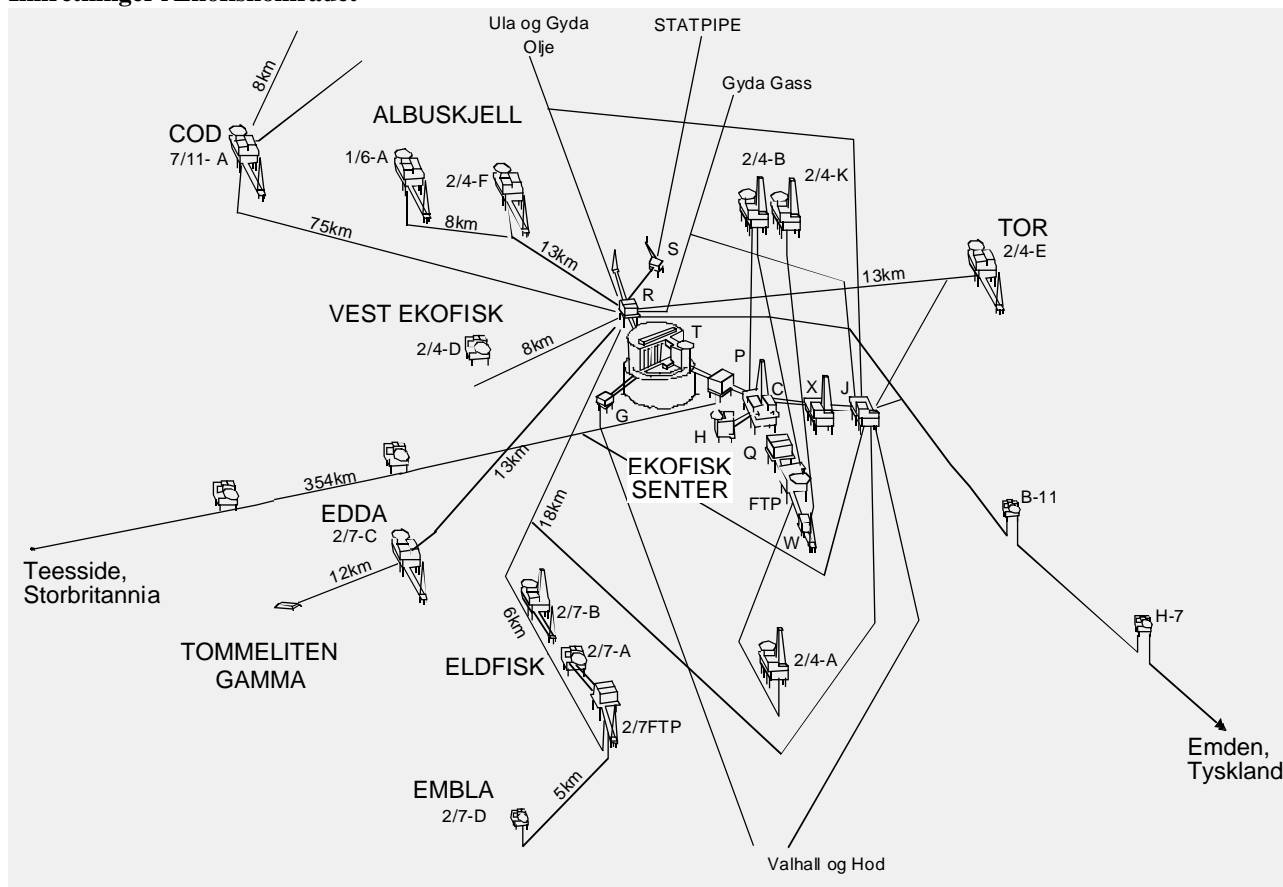 Ula og Gyda
Olje
STATPIPE
Gyda Gass
8km
COD
7/11- A
ALBUSKJELL
1/6-A
2/4-F
8km
13km
75km
2/4-B
2/4-K
TOR
2/4-E
13km
S
R
VEST EKOFISK
2/4-D
8km
T
P
C
X
J
G
H
Q
13km
EKOFISK
SENTER
FTP
W
354km
18km
B-11
EDDA
2/7-C
12km
Teesside,
Storbritannia
TOMMELITEN
GAMMA
6km
2/7-B
2/7-A
ELDFISK
2/7FTP
2/4-A
H-7
Emden,
Tyskland
EMBLA
2/7-D
5km
Valhall og Hod